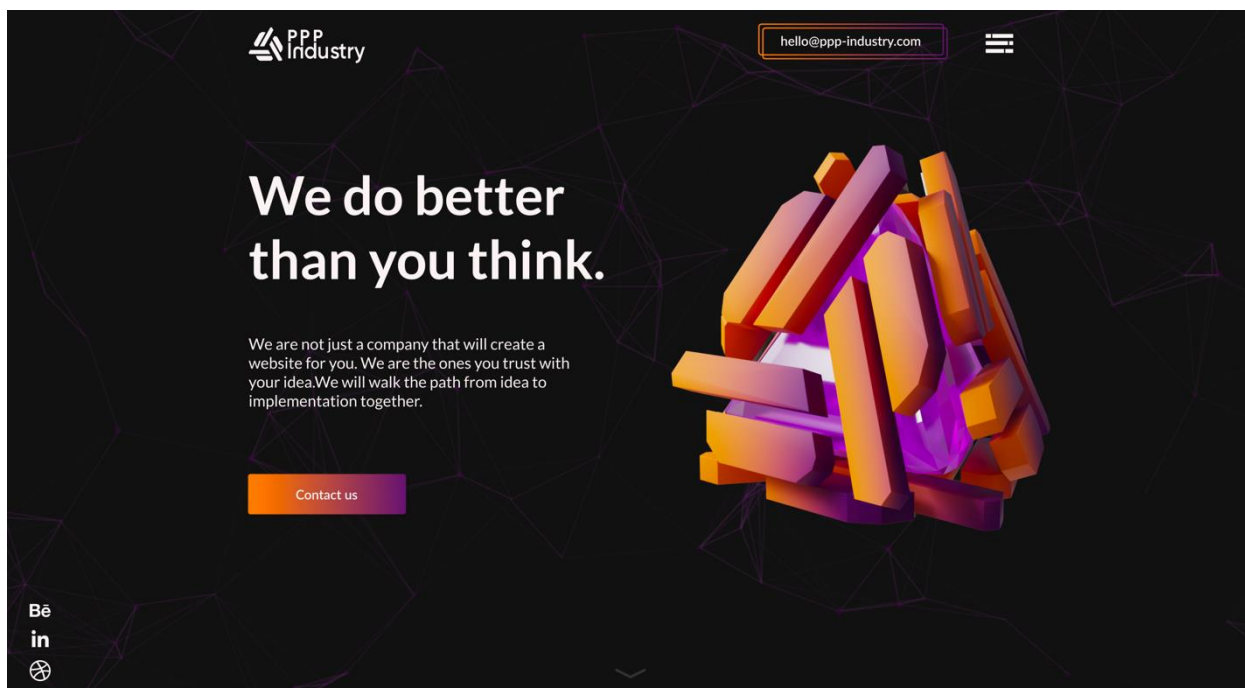 PPP
Industry
hello@ppp-industry.com
We do better
than you think.
We are not just a company that will create a
website for you. We are the ones you trust with
your idea.We will walk the path from idea to
implementation together.
Contact us
Bē
in